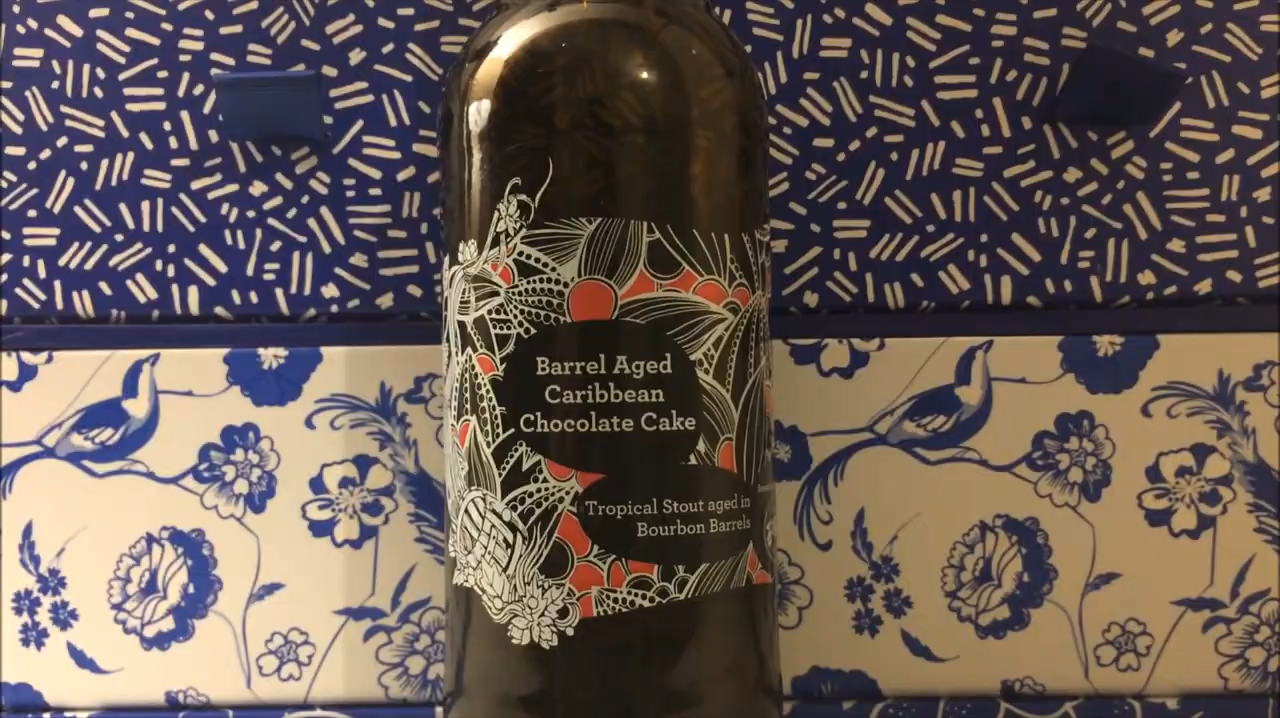 Barrel Aged
Caribbean
Chocolate Cake
Tropical Stout aged in
Bourbon Barrels